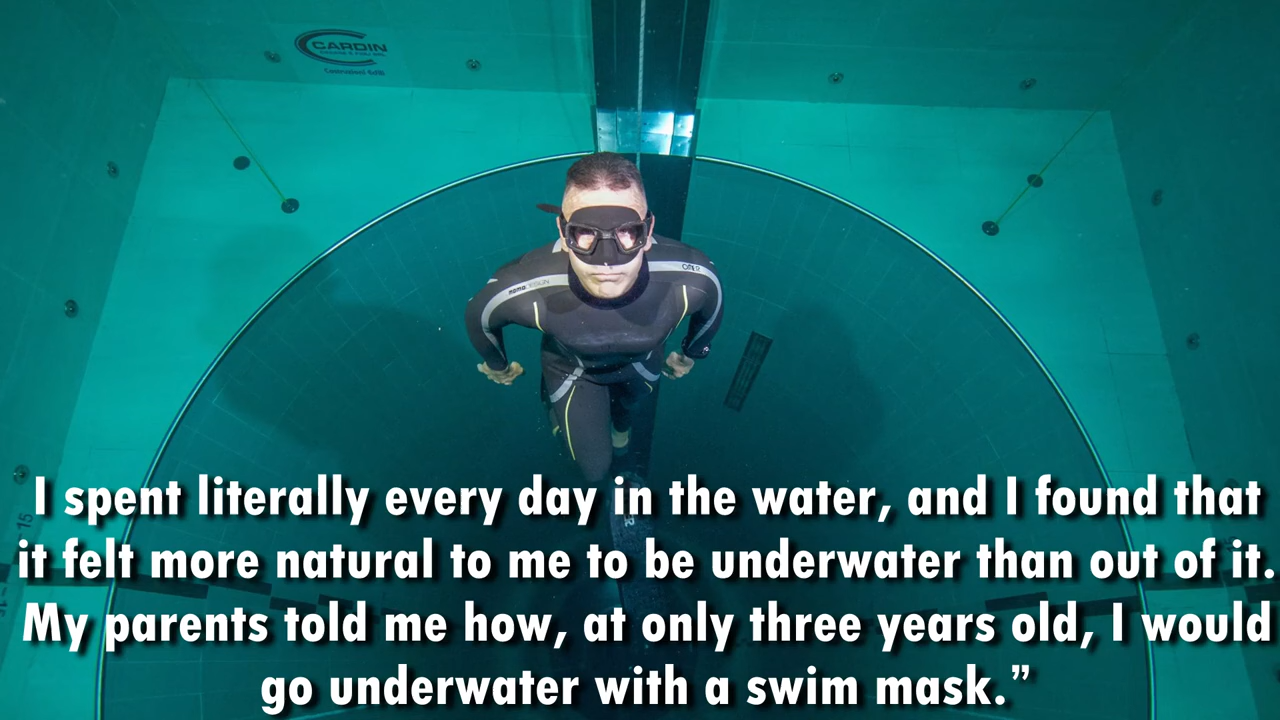 CARDIN
I spent literally every day in the water, and I found that
it felt more natural to me to be underwater than out of it.
My parents told me how, at only three years old, I would
go underwater with a swim mask.”